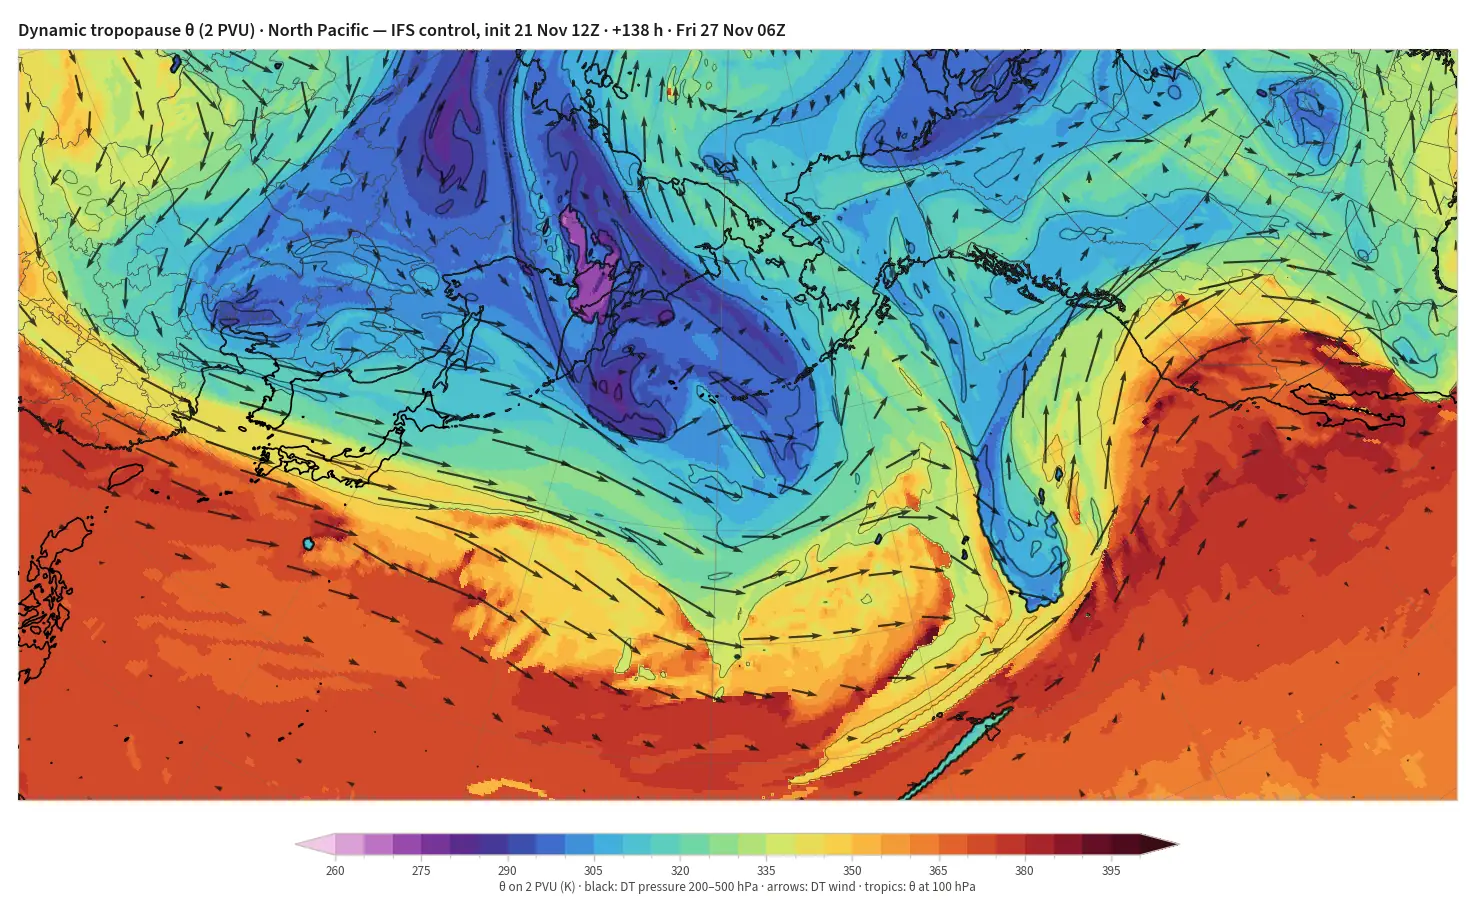 Dynamic tropopause θ (2 PVU) · North Pacific — IFS control, init 21 Nov 12Z · +138 h · Fri 27 Nov 06Z
260 275 290 305 320 335 350 365 380 395
θ on 2 PVU (K) · black: DT pressure 200–500 hPa · arrows: DT wind · tropics: θ at 100 hPa